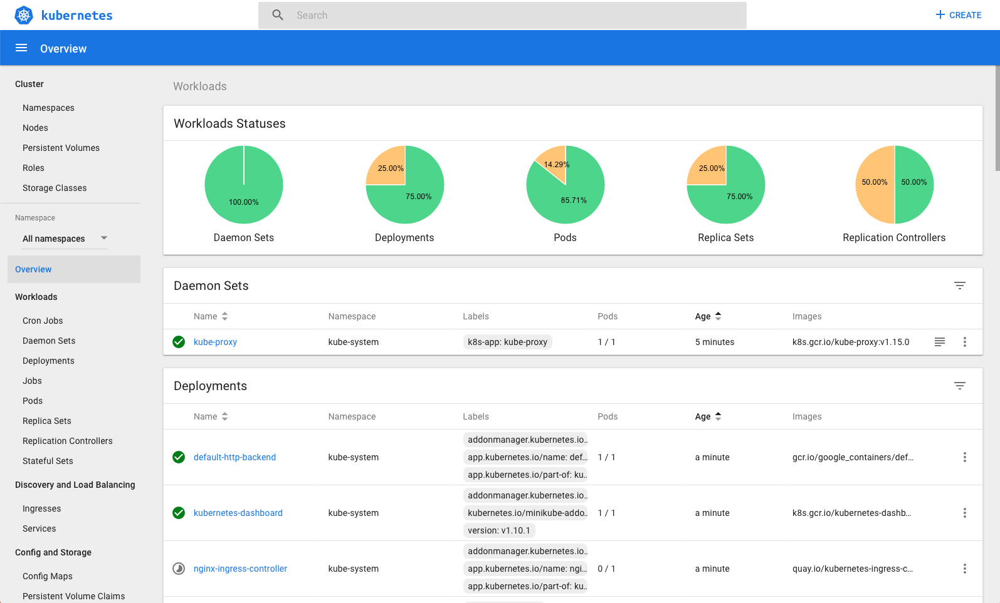 kubernetes
Search
CREATE
Overview
Cluster
Namespaces
Nodes
Persistent Volumes
Roles
Storage Classes
Namespace
All namespaces
Overview
Workloads
Cron Jobs
Daemon Sets
Deployments
Jobs
Pods
Replica Sets
Replication Controllers
Stateful Sets
Discovery and Load Balancing
Ingresses
Services
Config and Storage
Config Maps
Persistent Volume Claims
Workloads
Workloads Statuses
100.00%
25.00%
75.00%
14.29%
85.71%
25.00%
75.00%
50.00%
50.00%
Daemon Sets
Deployments
Pods
Replica Sets
Replication Controllers
Daemon Sets
Name Namespace Labels Pods Age Images
kube-proxy kube-system k8s-app: kube-proxy 1 / 1 5 minutes k8s.gcr.io/kube-proxy:v1.15.0
Deployments
Name Namespace Labels Pods Age Images
addonmanager.kubernetes.io…
default-http-backend kube-system app.kubernetes.io/name: def… 1 / 1 a minute gcr.io/google_containers/def…
app.kubernetes.io/part-of: ku…
addonmanager.kubernetes.io…
kubernetes-dashboard kube-system kubernetes.io/minikube-addo… 1 / 1 a minute k8s.gcr.io/kubernetes-dashb…
version: v1.10.1
addonmanager.kubernetes.io…
nginx-ingress-controller kube-system app.kubernetes.io/name: ngi… 0 / 1 a minute quay.io/kubernetes-ingress-c…
app.kubernetes.io/part-of: ku…